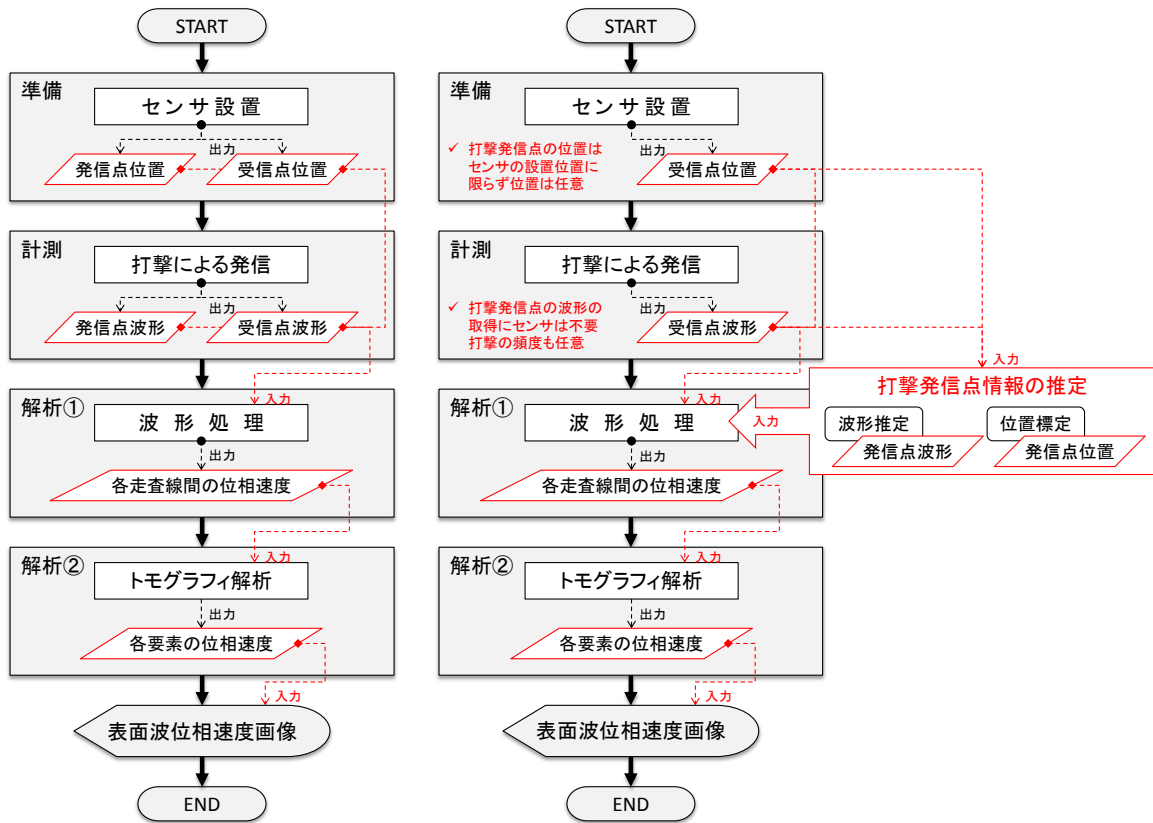 START
準備
センサ設置
出力
発信点位置
受信点位置
計測
打撃による発信
出力
発信点波形
受信点波形
解析①
入力
波形処理
出力
各走査線間の位相速度
解析②
入力
トモグラフィ解析
出力
各要素の位相速度
入力
表面波位相速度画像
END
START
準備
センサ設置
出力
✓ 打撃発信点の位置は
センサの設置位置に
限らず位置は任意
受信点位置
計測
打撃による発信
出力
✓ 打撃発信点の波形の
取得にセンサは不要
打撃の頻度も任意
受信点波形
解析①
入力
波形処理
出力
各走査線間の位相速度
解析②
入力
トモグラフィ解析
出力
各要素の位相速度
入力
表面波位相速度画像
END
入力
打撃発信点情報の推定
入力
波形推定
発信点波形
位置標定
発信点位置